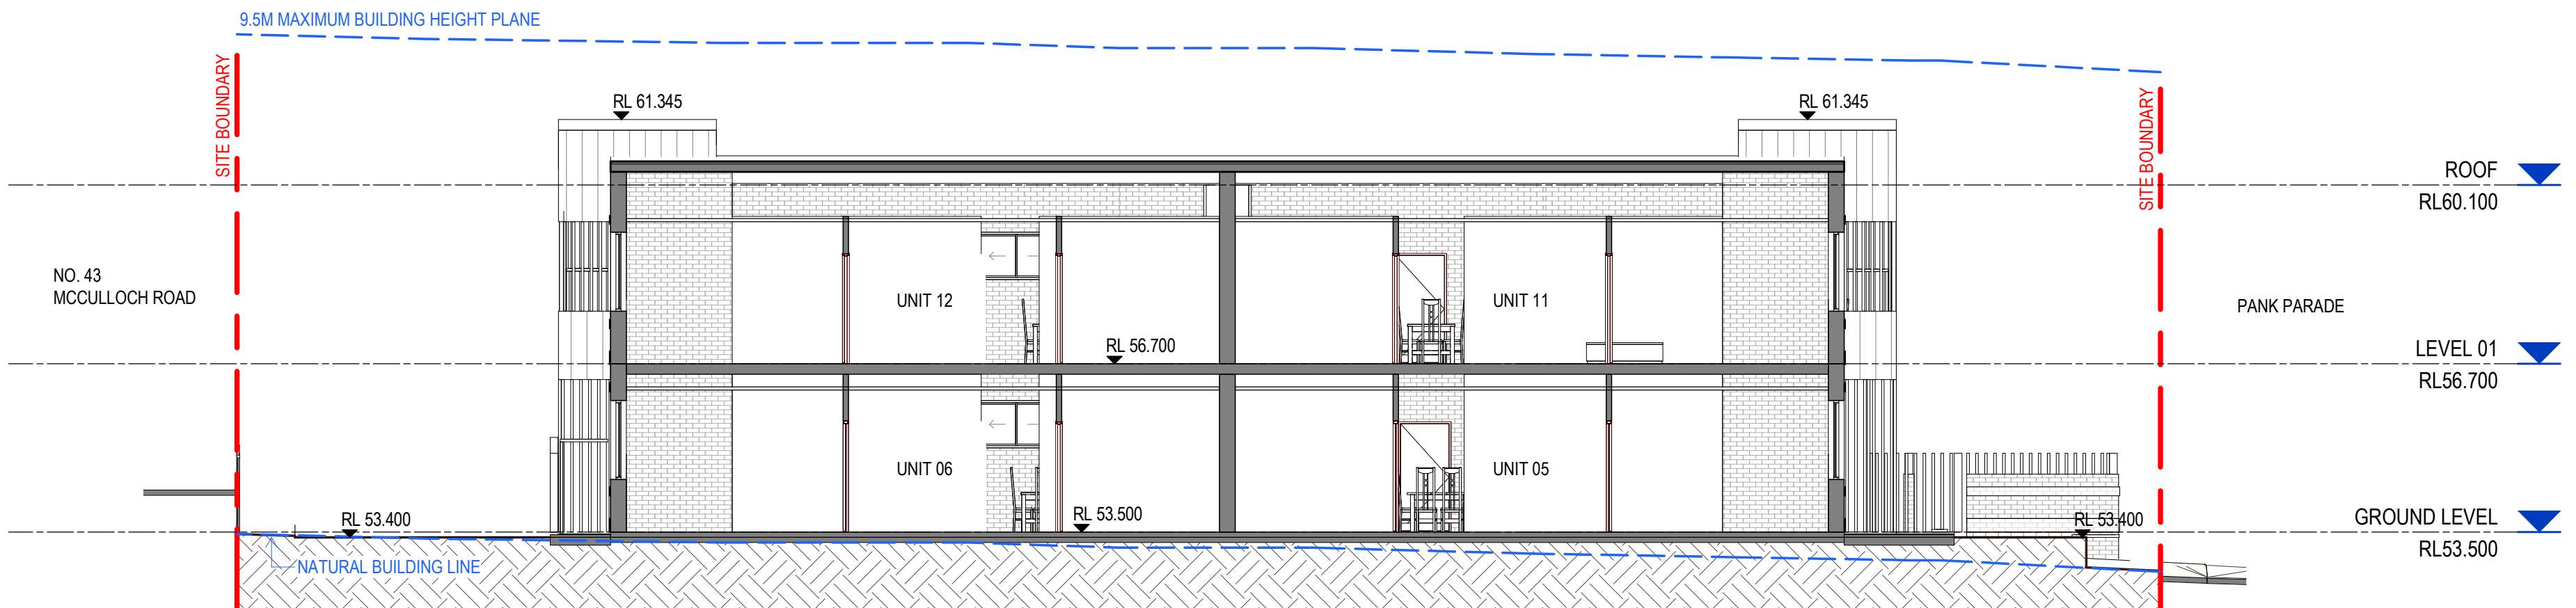 9.5M MAXIMUM BUILDING HEIGHT PLANE
SITE BOUNDARY
RL 61.345
RL 61.345
SITE BOUNDARY
ROOF
RL60.100
NO. 43
MCCULLOCH ROAD
UNIT 12
UNIT 11
PANK PARADE
RL 56.700
LEVEL 01
RL56.700
UNIT 06
UNIT 05
RL 53.400
RL 53.500
RL 53.400
GROUND LEVEL
RL53.500
NATURAL BUILDING LINE